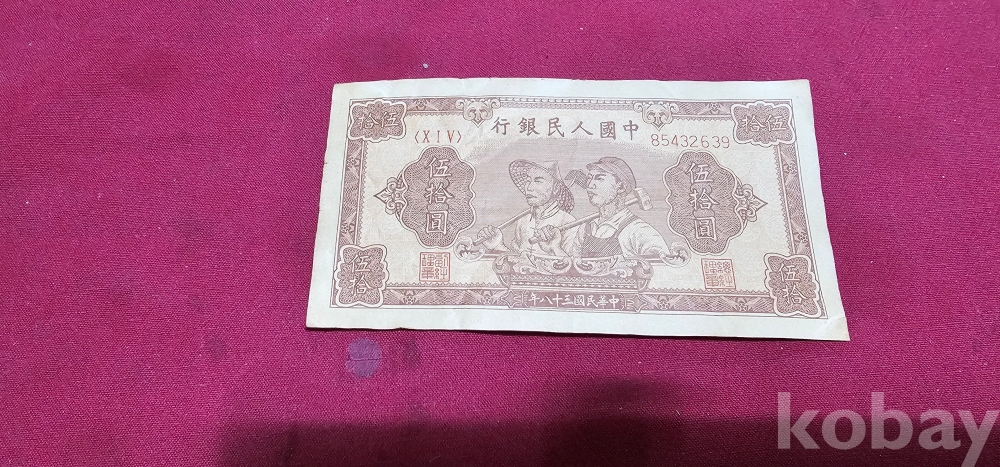 伍拾
伍拾
行銀民人國中
〈XIV〉
85432639
伍拾圓
伍拾圓
伍拾
伍拾
年八十三國民華中
kobay